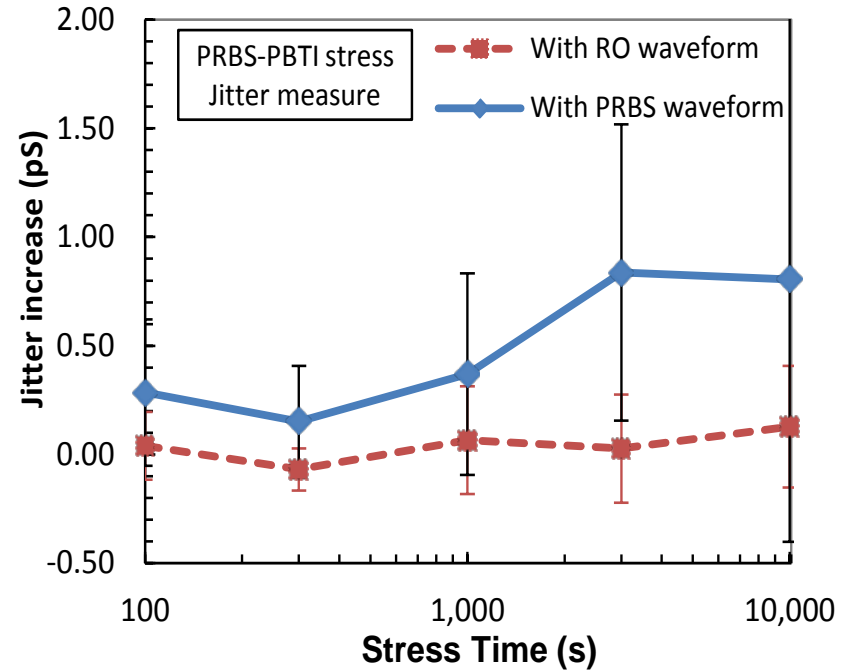 2.00
1.50
1.00
0.50
0.00
-0.50
Jitter increase (pS)
PRBS-PBTI stress
Jitter measure
With RO waveform
With PRBS waveform
100
1,000
10,000
Stress Time (s)